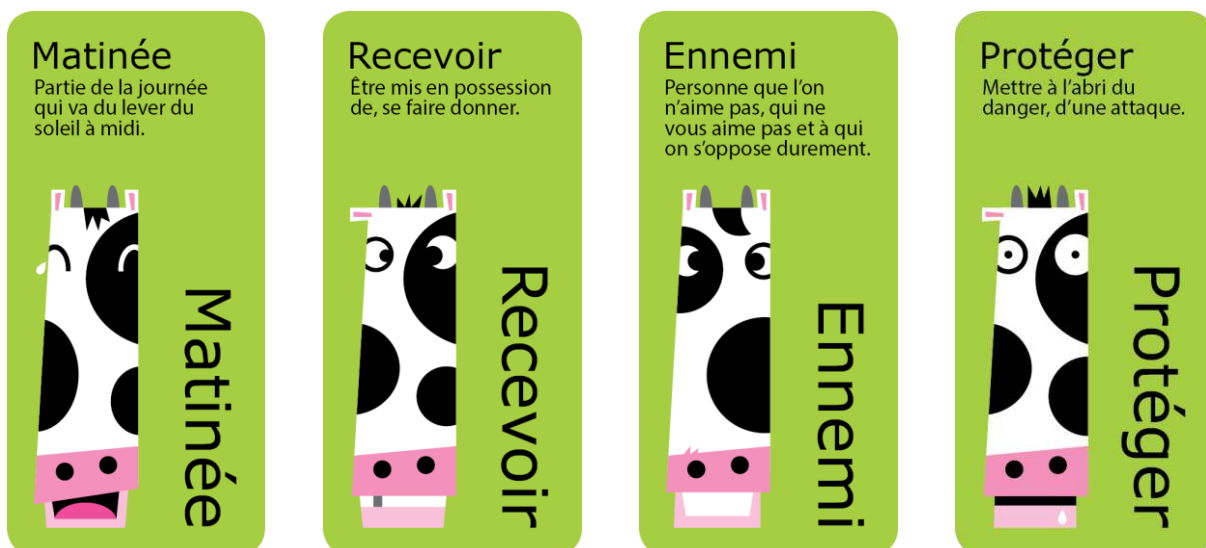 Matinée
Partie de la journée
qui va du lever du
soleil à midi.
Matinée
Recevoir
Être mis en possession
de, se faire donner.
Recevoir
Ennemi
Personne que l’on
n’aime pas, qui ne
vous aime pas et à qui
on s’oppose durement.
Ennemi
Protéger
Mettre à l’abri du
danger, d’une attaque.
Protéger